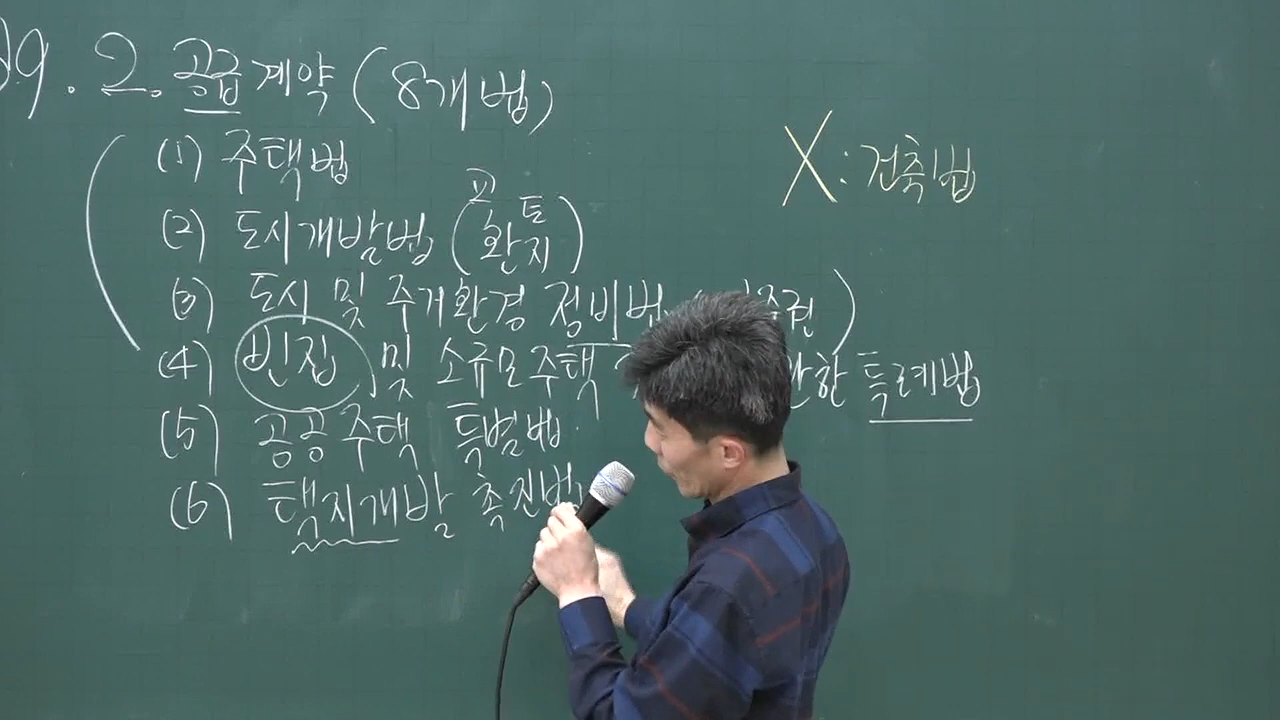 89. 2. 공급계약 (8개법)
(1) 주택법
X : 건축법
고
(2) 도시개발법 (환토지)
(3) 도시 및 주거환경 정비법
(4) 빈집 및 소규모주택 특례법
(5) 공공주택 특별법
(6) 택지개발 촉진법